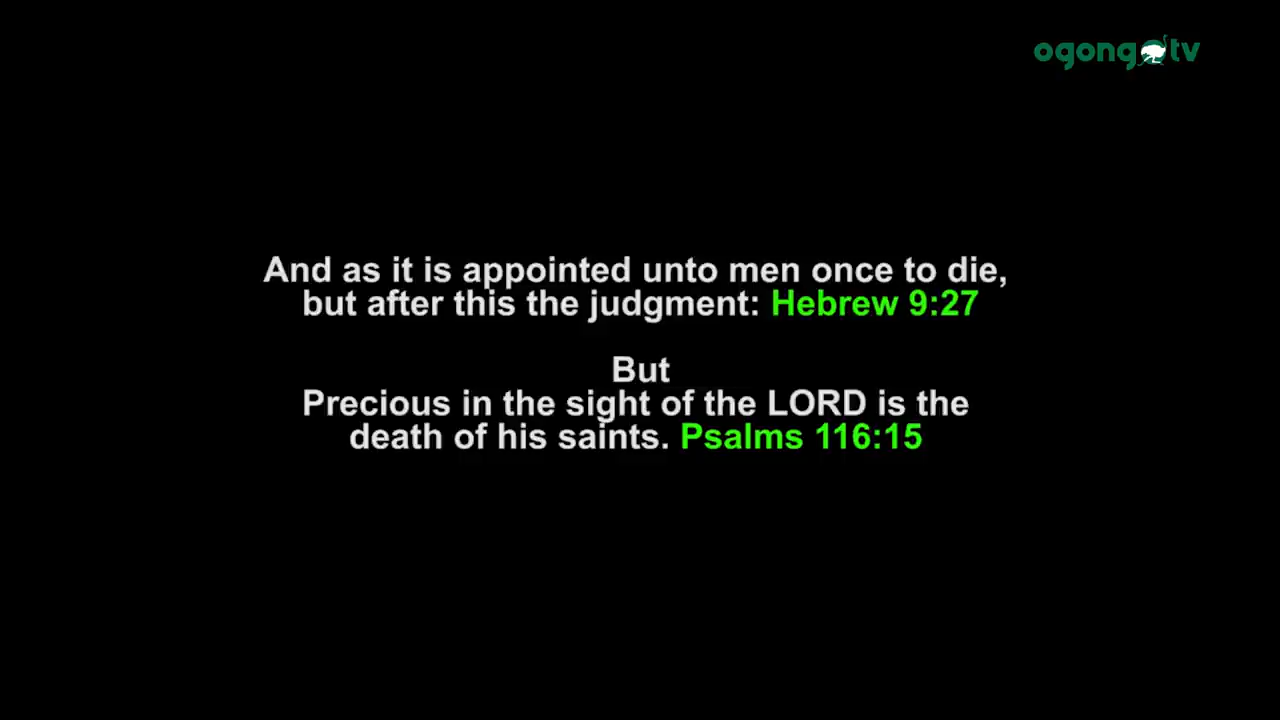 ogongotv
And as it is appointed unto men once to die,
but after this the judgment: Hebrew 9:27
But
Precious in the sight of the LORD is the
death of his saints. Psalms 116:15